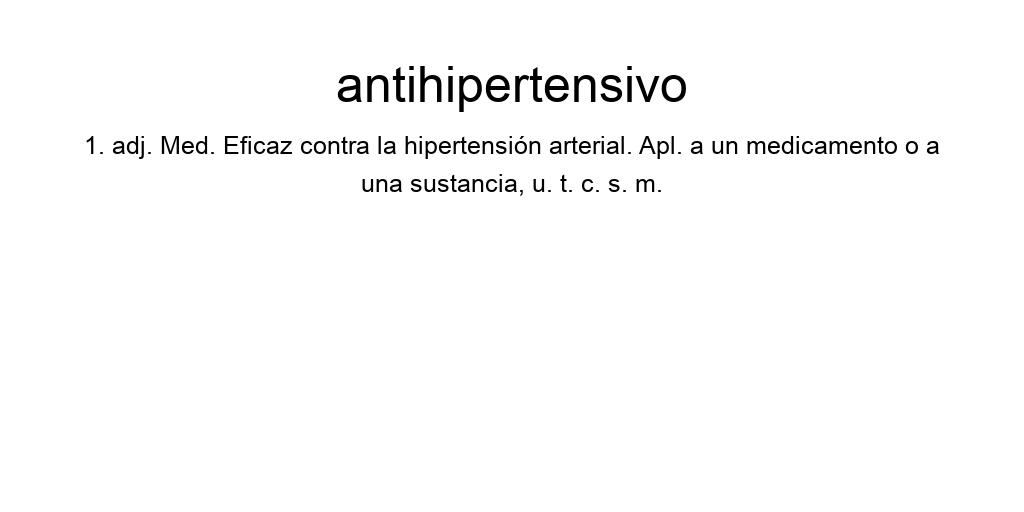 antihipertensivo
1. adj. Med. Eficaz contra la hipertensión arterial. Apl. a un medicamento o a
una sustancia, u. t. c. s. m.